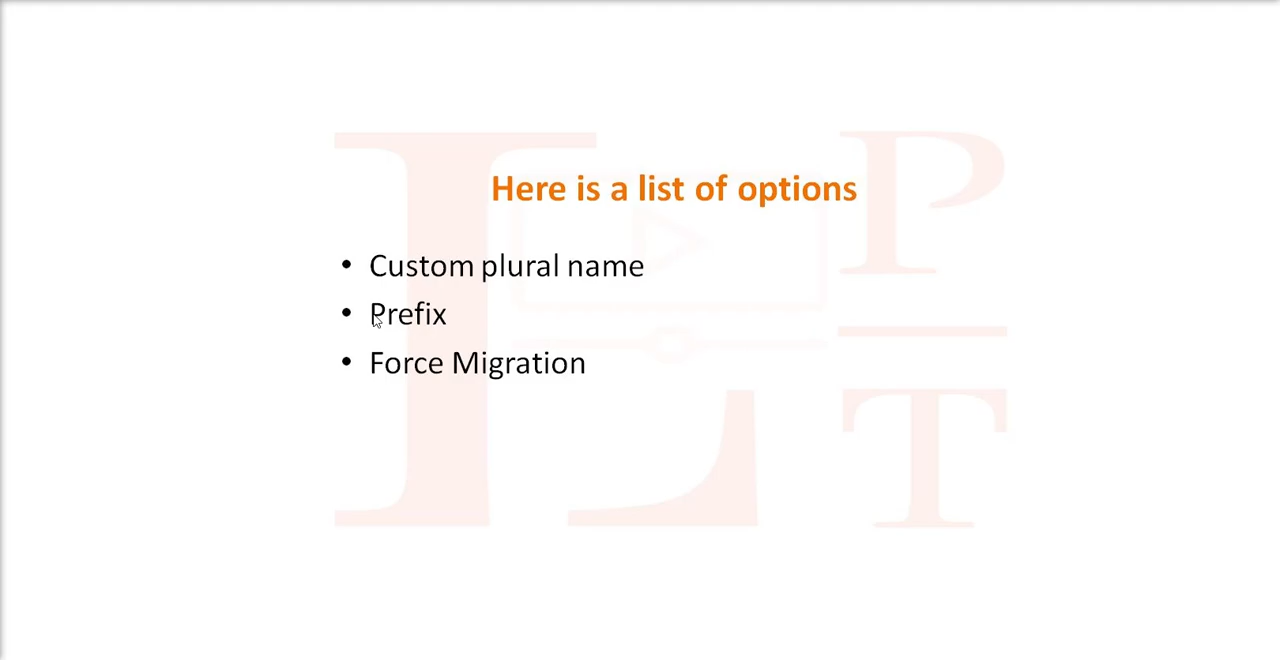 Here is a list of options
• Custom plural name
• Prefix
• Force Migration
L
P
T